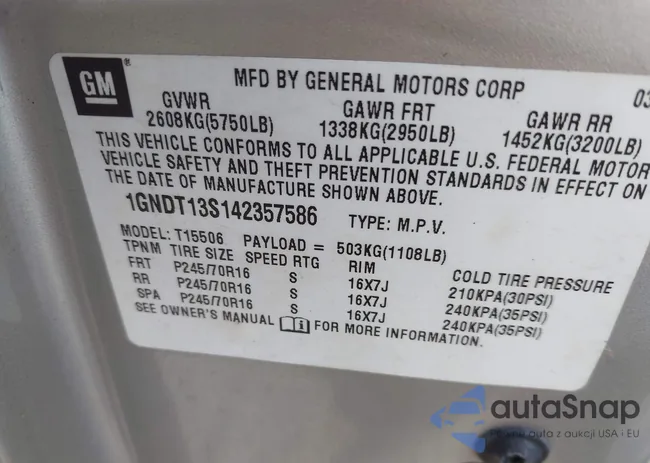 GM
MFD BY GENERAL MOTORS CORP 03
GVWR GAWR FRT GAWR RR
2608KG(5750LB) 1338KG(2950LB) 1452KG(3200LB)
THIS VEHICLE CONFORMS TO ALL APPLICABLE U.S. FEDERAL MOTOR
VEHICLE SAFETY AND THEFT PREVENTION STANDARDS IN EFFECT ON
THE DATE OF MANUFACTURE SHOWN ABOVE.
1GNDT13S142357586 TYPE: M.P.V.
MODEL: T15506 PAYLOAD = 503KG(1108LB)
TPNM TIRE SIZE SPEED RTG RIM COLD TIRE PRESSURE
FRT P245/70R16 S 16X7J 210KPA(30PSI)
RR P245/70R16 S 16X7J 240KPA(35PSI)
SPA P245/70R16 S 16X7J 240KPA(35PSI)
SEE OWNER'S MANUAL FOR MORE INFORMATION.
autaSnap
auta z aukcji USA i EU